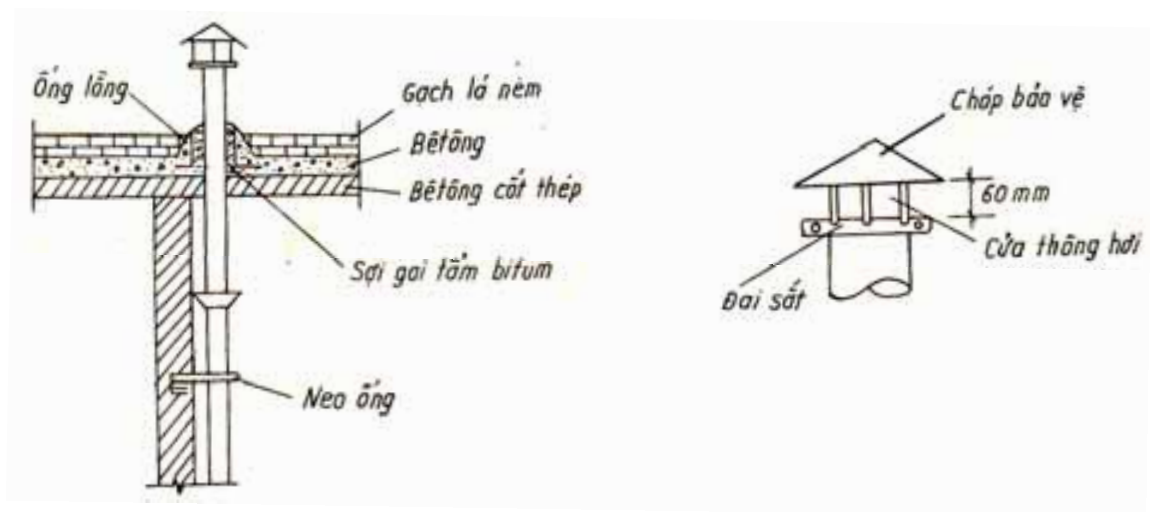 Ống lồng
Gạch lá nem
Bêtông
Bêtông cốt thép
Sợi gai tẩm bitum
Neo ống
Chóp bảo vệ
60 mm
Cửa thông hơi
Đai sắt